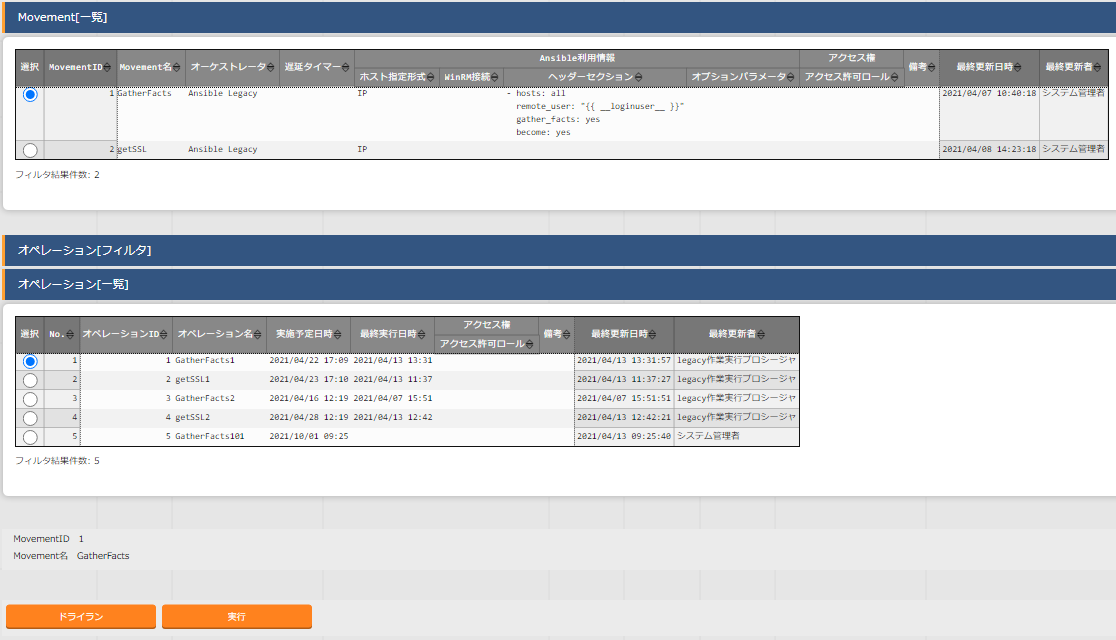 Movement[一覧]
Ansible利用情報 アクセス権
選択 MovementID Movement名 オーケストレータ 遅延タイマー ホスト指定形式 WinRM接続 ヘッダーセクション オプションパラメータ アクセス許可ロール 備考 最終更新日時 最終更新者
1 GatherFacts Ansible Legacy IP - hosts: all 2021/04/07 10:40:18 システム管理者
remote_user: "{{ __loginuser__ }}"
gather_facts: yes
become: yes
2 getSSL Ansible Legacy IP 2021/04/08 14:23:18 システム管理者
フィルタ結果件数: 2
オペレーション[フィルタ]
オペレーション[一覧]
アクセス権
選択 No. オペレーションID オペレーション名 実施予定日時 最終実行日時 アクセス許可ロール 備考 最終更新日時 最終更新者
1 1 GatherFacts1 2021/04/22 17:09 2021/04/13 13:31 2021/04/13 13:31:57 legacy作業実行プロシージャ
2 2 getSSL1 2021/04/23 17:10 2021/04/13 11:37 2021/04/13 11:37:27 legacy作業実行プロシージャ
3 3 GatherFacts2 2021/04/16 12:19 2021/04/07 15:51 2021/04/07 15:51:51 legacy作業実行プロシージャ
4 4 getSSL2 2021/04/28 12:19 2021/04/13 12:42 2021/04/13 12:42:21 legacy作業実行プロシージャ
5 5 GatherFacts101 2021/10/01 09:25 2021/04/13 09:25:40 システム管理者
フィルタ結果件数: 5
MovementID 1
Movement名 GatherFacts
ドライラン 実行